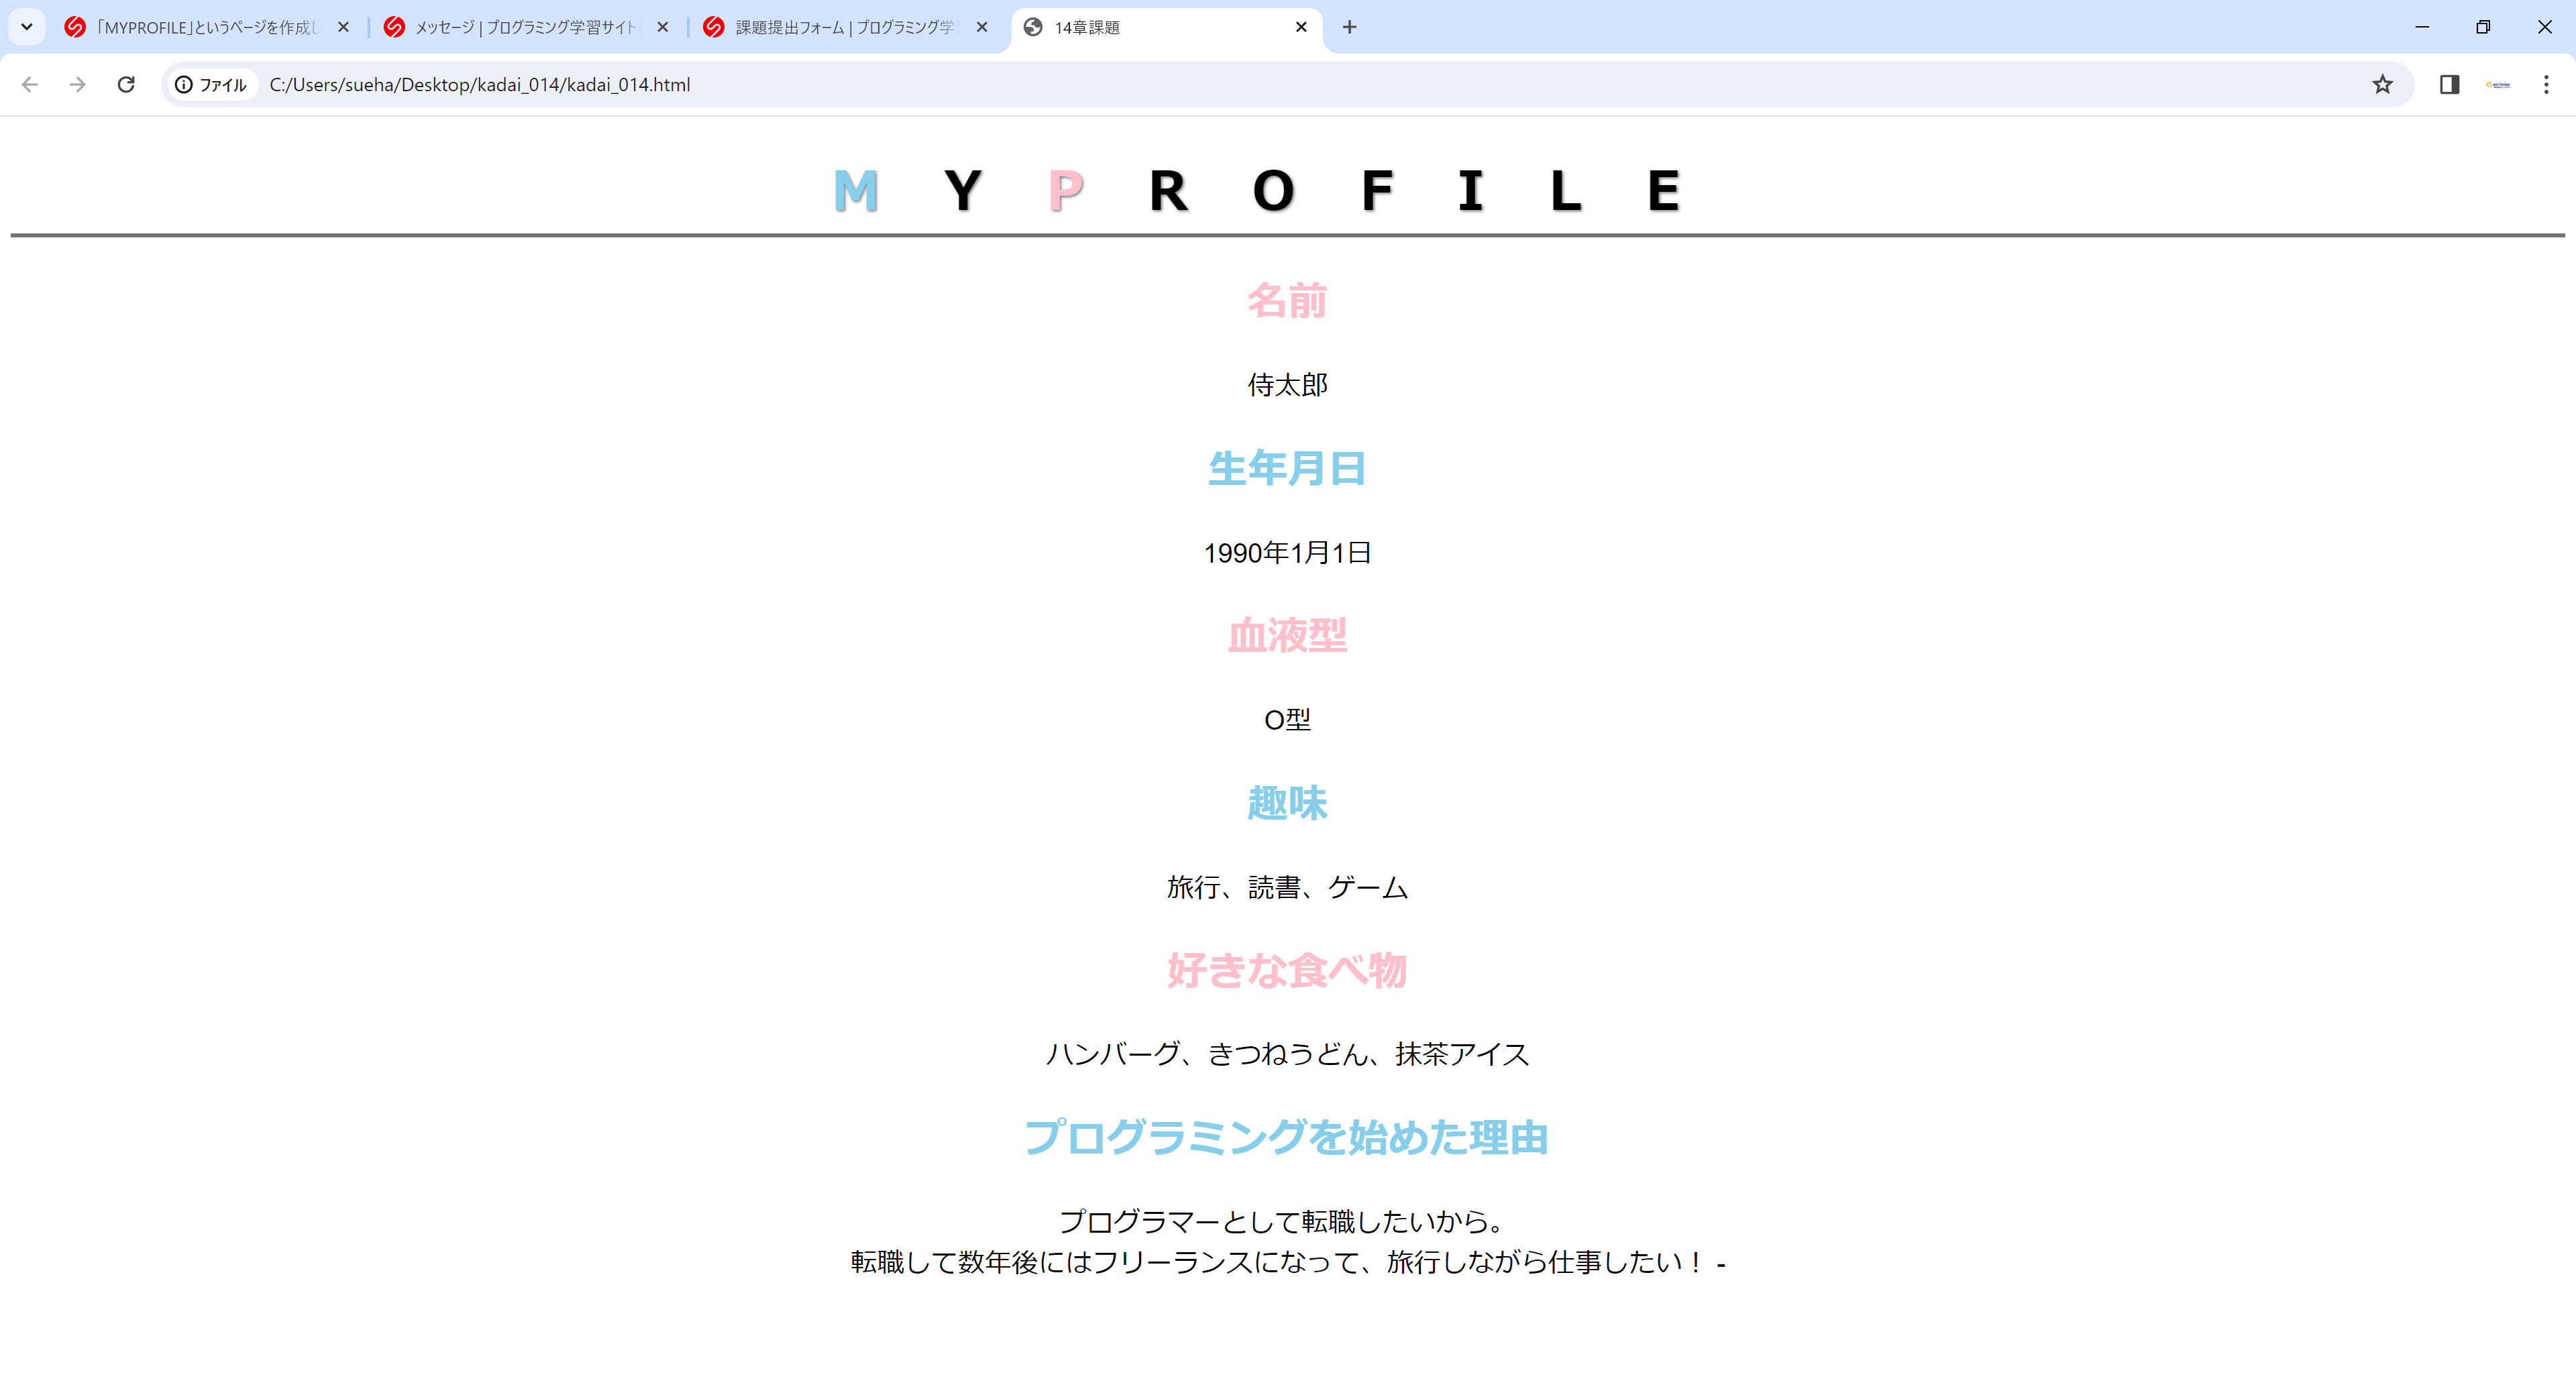 「MYPROFILE」というページを作成し
メッセージ | プログラミング学習サイト
課題提出フォーム | プログラミング学
14章課題
ファイル
C:/Users/sueha/Desktop/kadai_014/kadai_014.html
M Y P R O F I L E
名前
侍太郎
生年月日
1990年1月1日
血液型
O型
趣味
旅行、読書、ゲーム
好きな食べ物
ハンバーグ、きつねうどん、抹茶アイス
プログラミングを始めた理由
プログラマーとして転職したいから。
転職して数年後にはフリーランスになって、旅行しながら仕事したい！ -